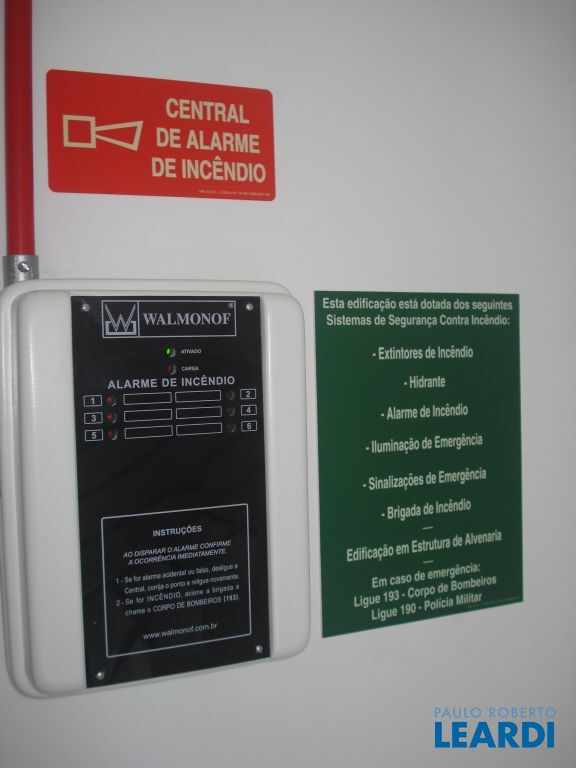 CENTRAL
DE ALARME
DE INCÊNDIO
WALMONOF®
ATIVADO
CARGA
ALARME DE INCÊNDIO
1 2
3 4
5 6
INSTRUÇÕES
AO DISPARAR O ALARME CONFIRME
A OCORRÊNCIA IMEDIATAMENTE.
1 - Se for alarme acidental ou falso, desligue a
Central, corrija o ponto e religue novamente.
2 - Se for INCÊNDIO, acione a brigada e
chame o CORPO DE BOMBEIROS (193)
www.walmonof.com.br
Esta edificação está dotada dos seguintes
Sistemas de Segurança Contra Incêndio:
- Extintores de Incêndio
- Hidrante
- Alarme de Incêndio
- Iluminação de Emergência
- Sinalizações de Emergência
- Brigada de Incêndio
Edificação em Estrutura de Alvenaria
Em caso de emergência:
Ligue 193 - Corpo de Bombeiros
Ligue 190 - Polícia Militar
PAULO ROBERTO
LEARDI